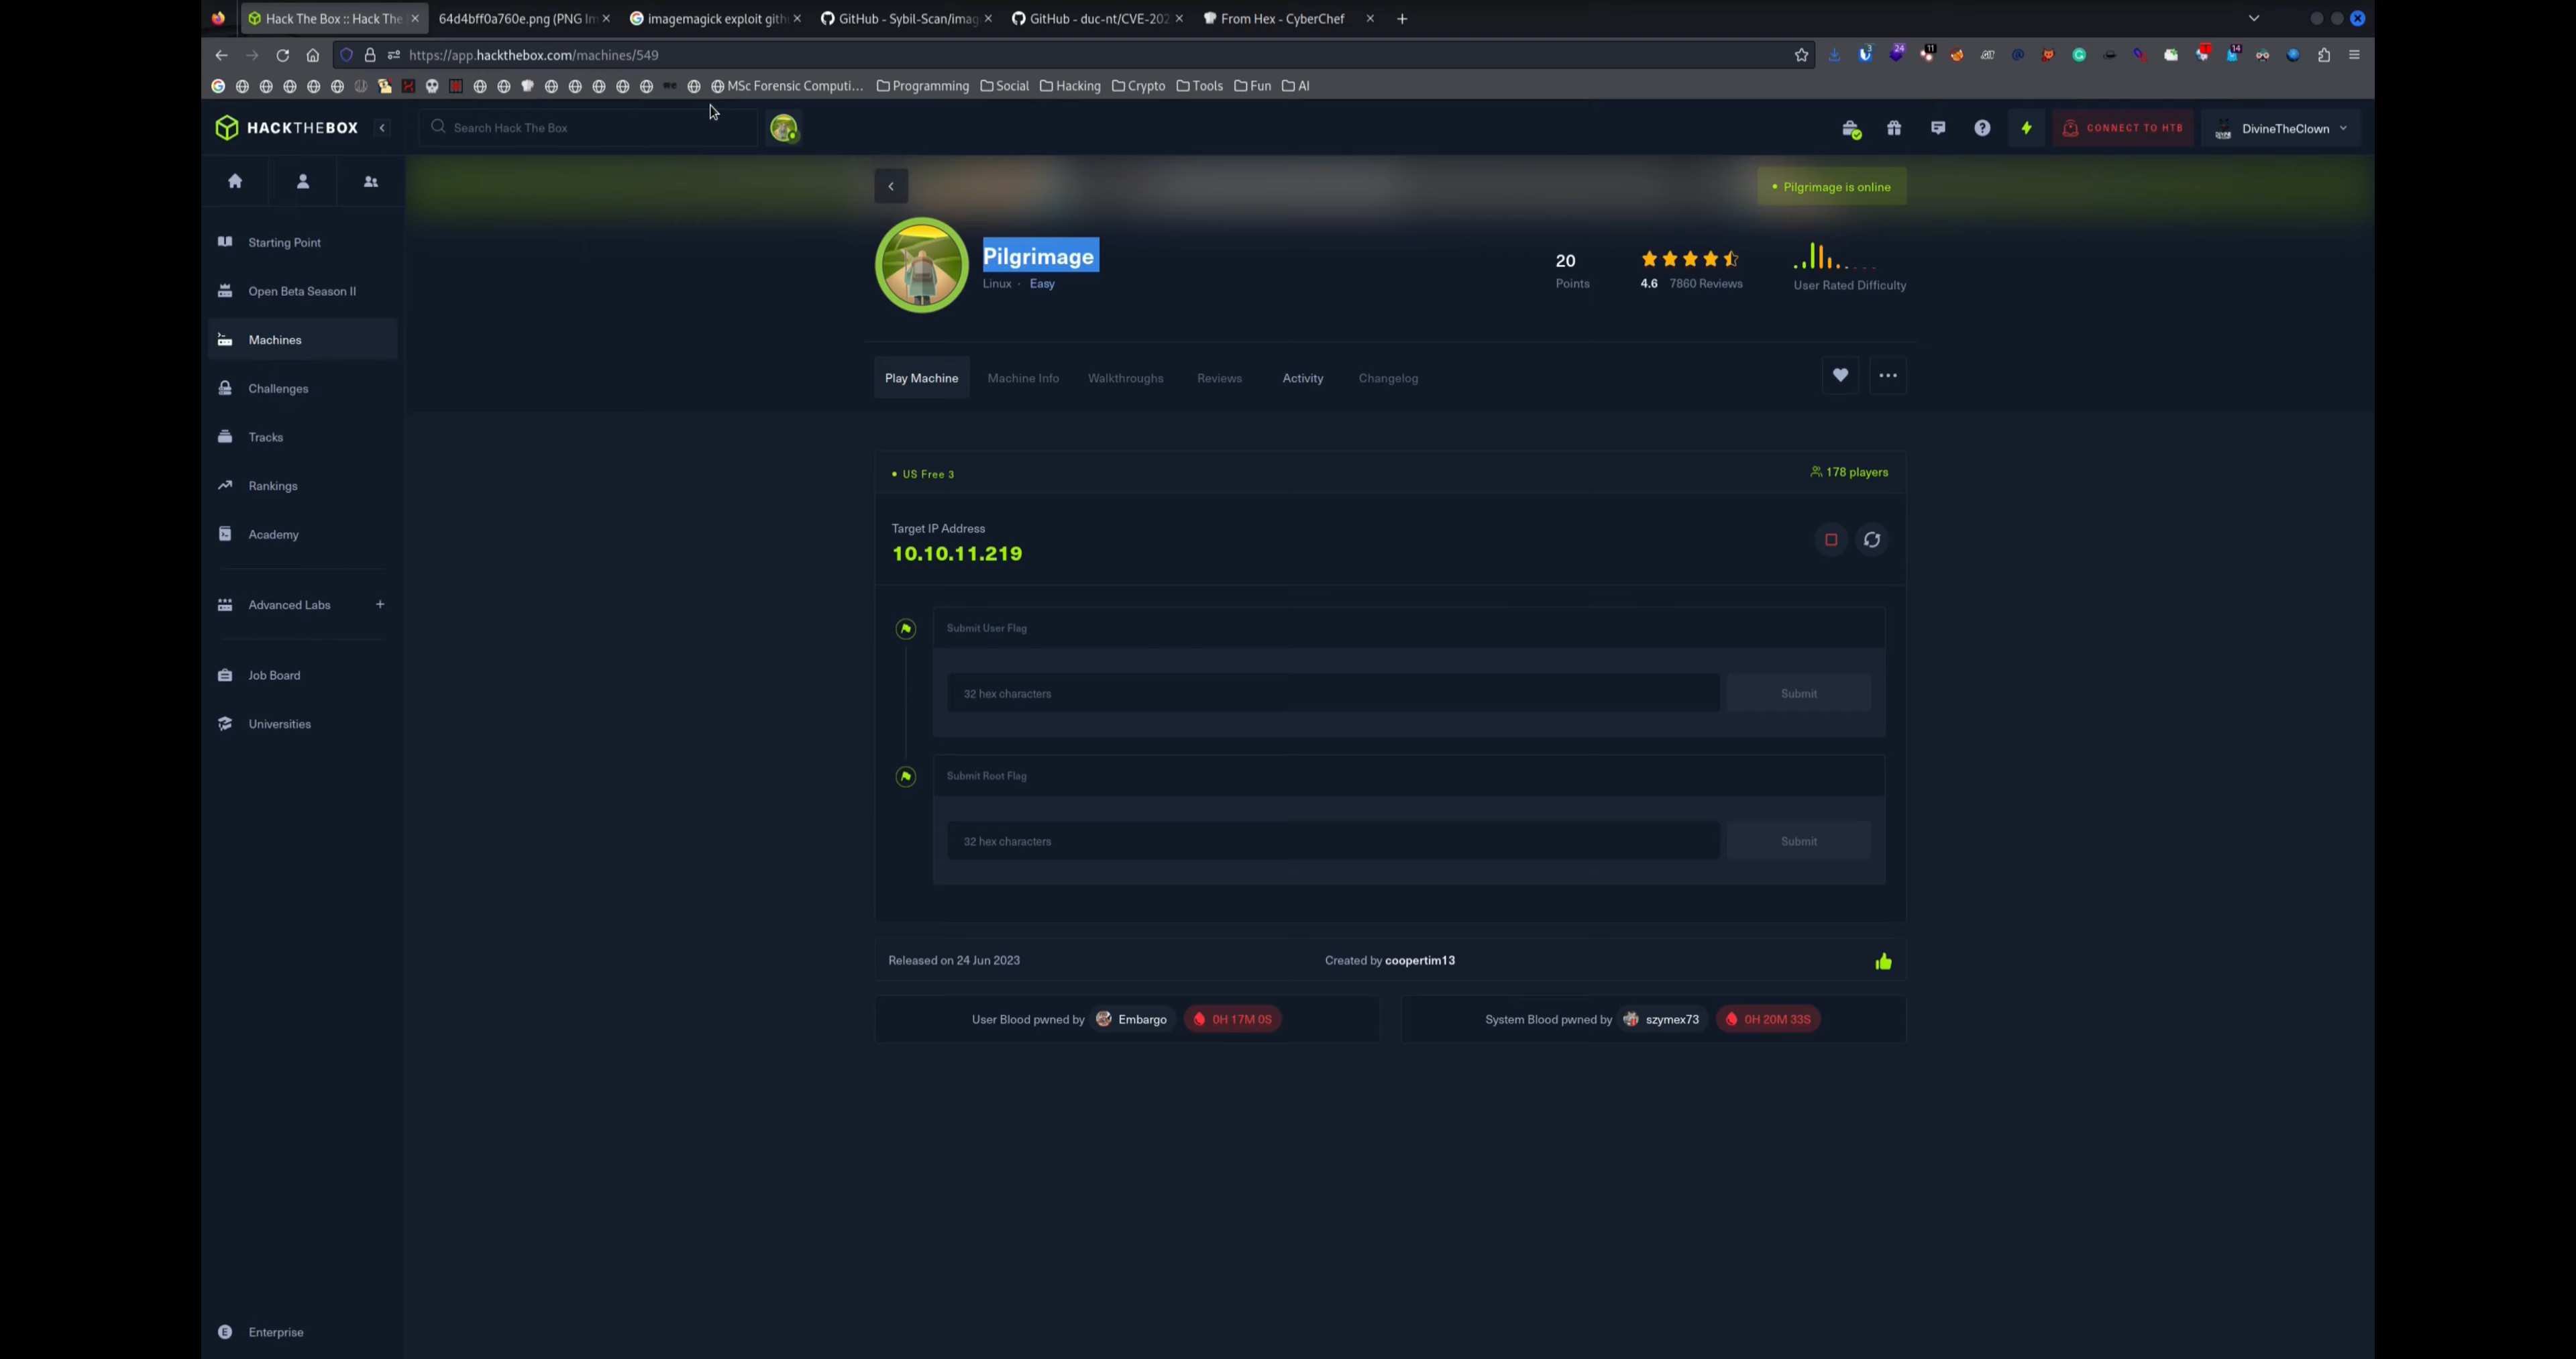 Hack The Box :: Hack The
64d4bff0a760e.png (PNG Im
imagemagick exploit gith
GitHub - Sybil-Scan/imag
GitHub - duc-nt/CVE-202
From Hex - CyberChef
https://app.hackthebox.com/machines/549
3
24
11
14
MSc Forensic Computi...
Programming
Social
Hacking
Crypto
Tools
Fun
AI
HACKTHEBOX
Search Hack The Box
CONNECT TO HTB
DivineTheClown
Starting Point
Open Beta Season II
Machines
Challenges
Tracks
Rankings
Academy
Advanced Labs
Job Board
Universities
Enterprise
Pilgrimage is online
Pilgrimage
Linux · Easy
20
Points
4.6 7860 Reviews
User Rated Difficulty
Play Machine
Machine Info
Walkthroughs
Reviews
Activity
Changelog
US Free 3
178 players
Target IP Address
10.10.11.219
Submit User Flag
32 hex characters
Submit
Submit Root Flag
32 hex characters
Submit
Released on 24 Jun 2023
Created by coopertim13
User Blood pwned by Embargo 0H 17M 0S
System Blood pwned by szymex73 0H 20M 33S